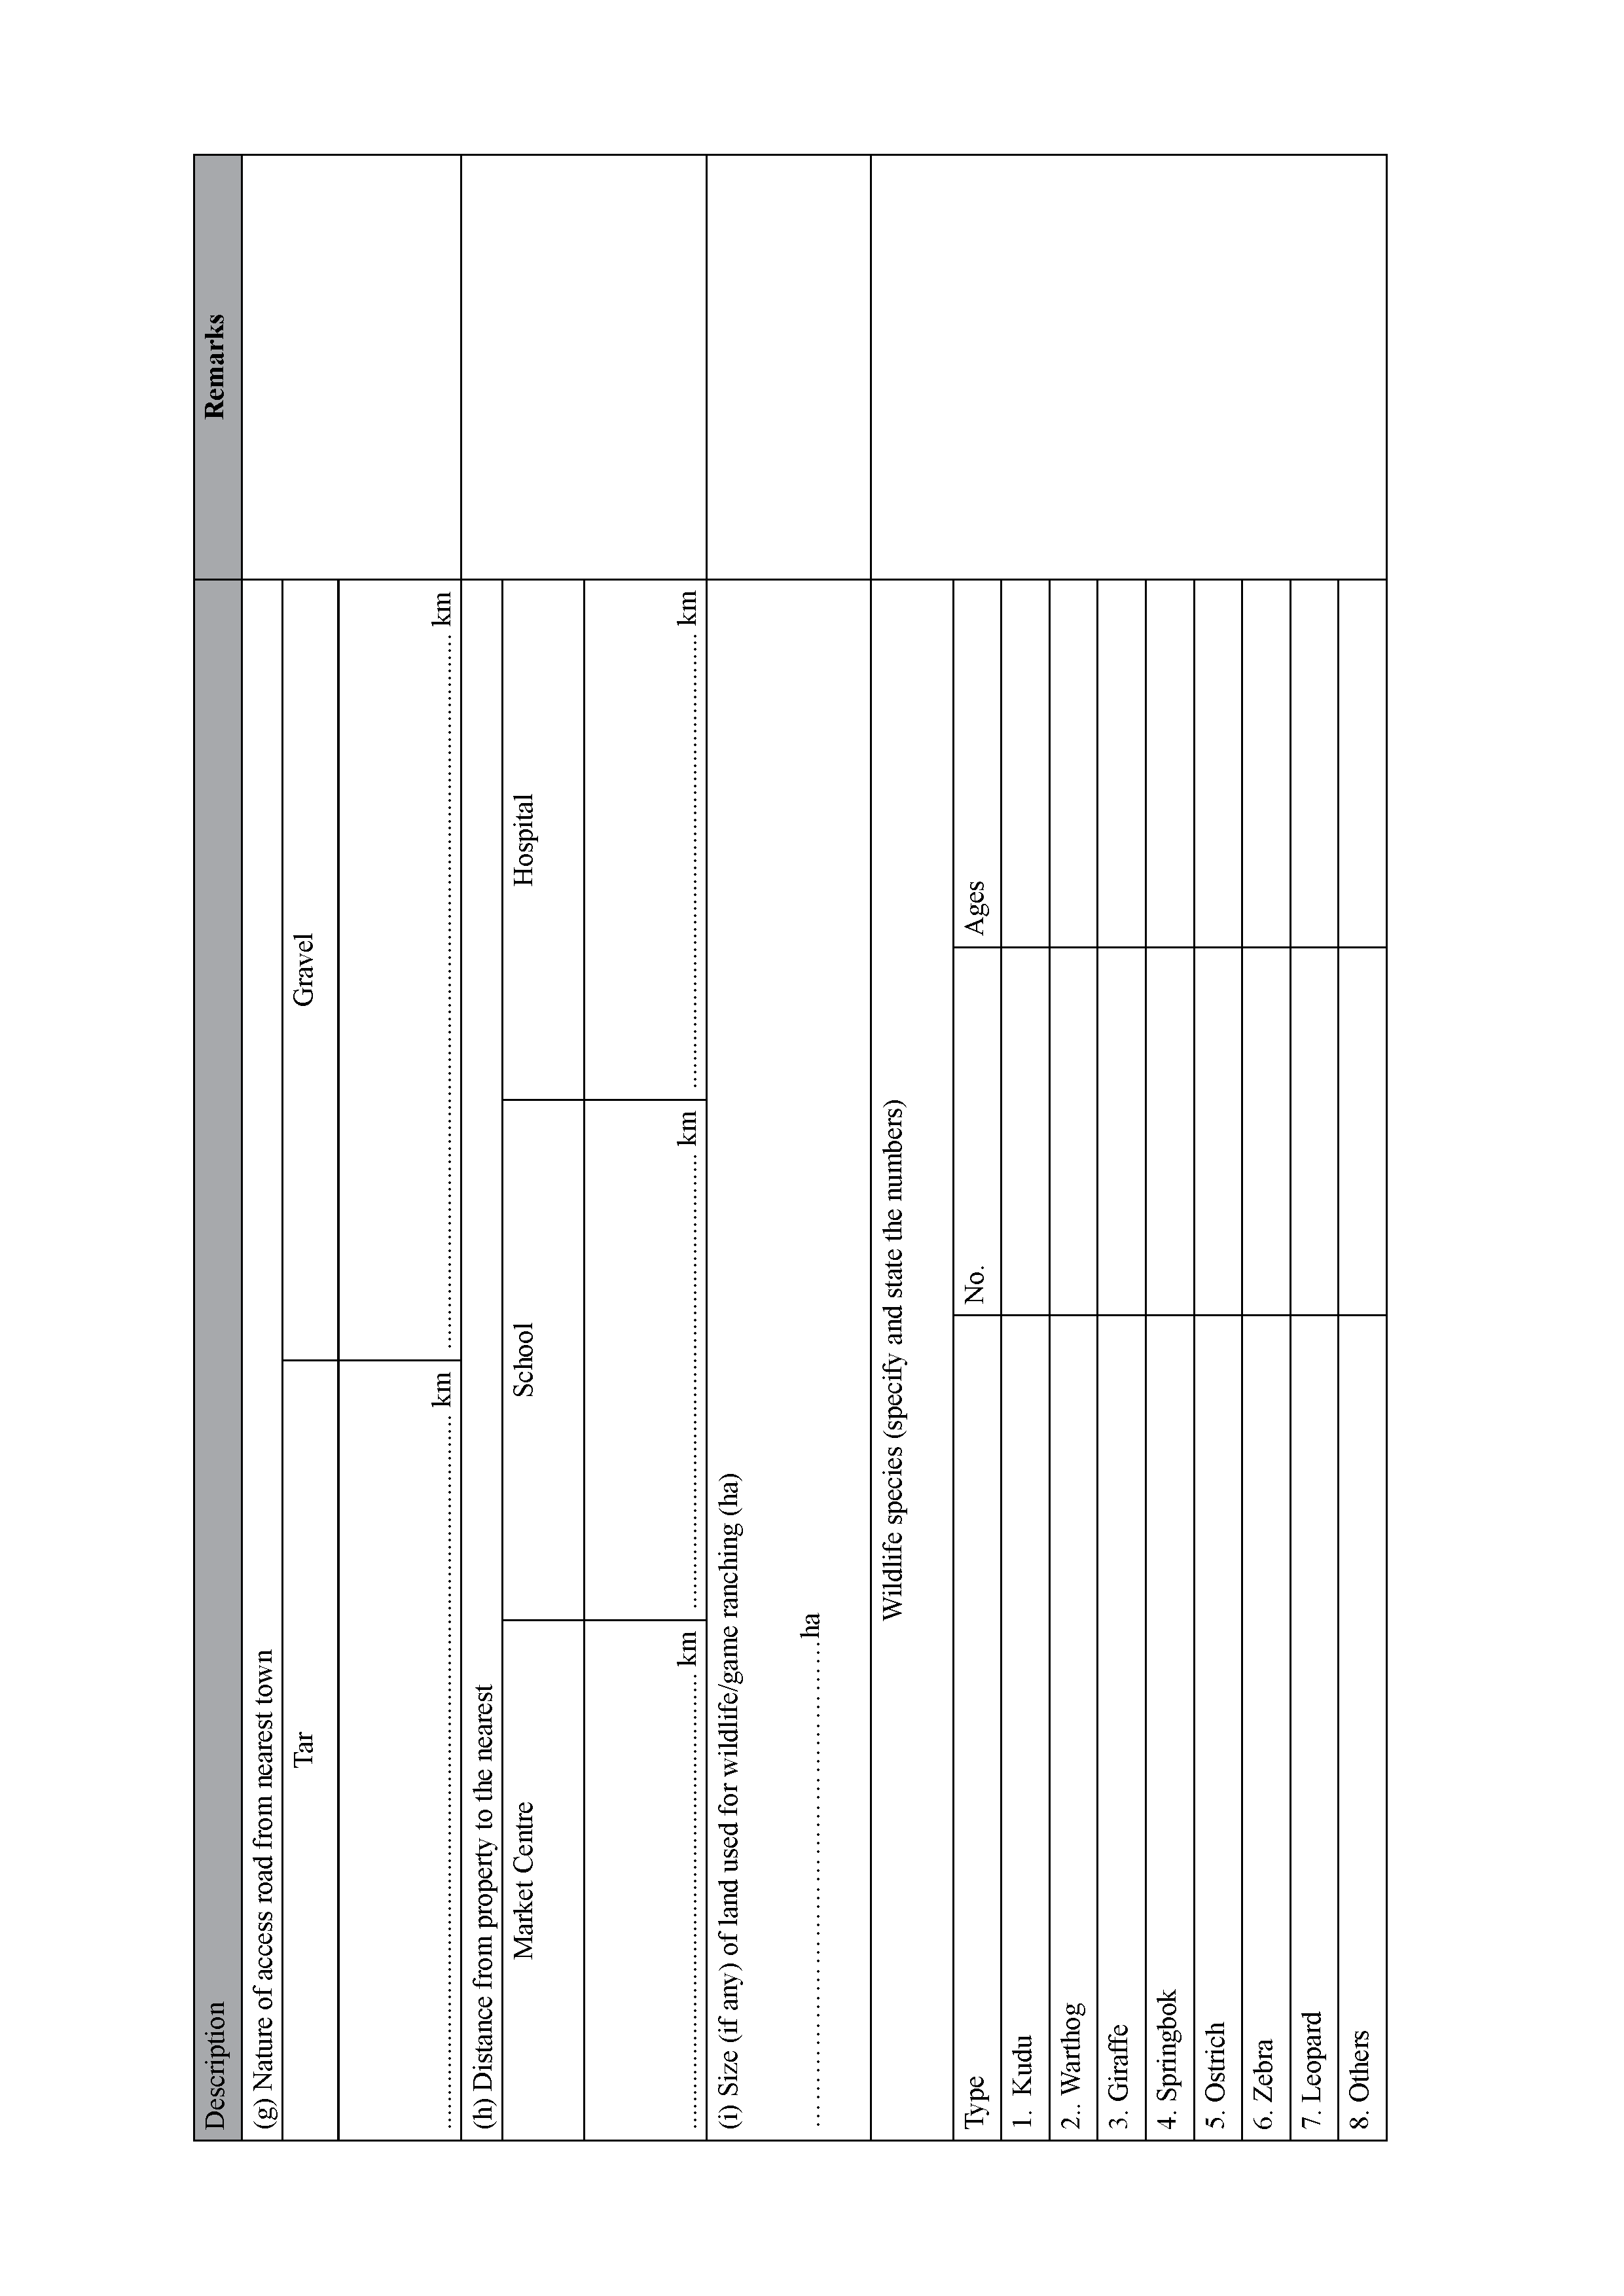 Description Remarks
(g) Nature of access road from nearest town
Tar Gravel
.......................................................... km .......................................................... km
(h) Distance from property to the nearest
Market Centre School Hospital
.......................................... km .......................................... km .......................................... km
(i) Size (if any) of land used for wildlife/game ranching (ha)
..........................................ha
Wildlife species (specify and state the numbers)
Type No. Ages
1. Kudu
2.. Warthog
3. Giraffe
4. Springbok
5. Ostrich
6. Zebra
7. Leopard
8. Others